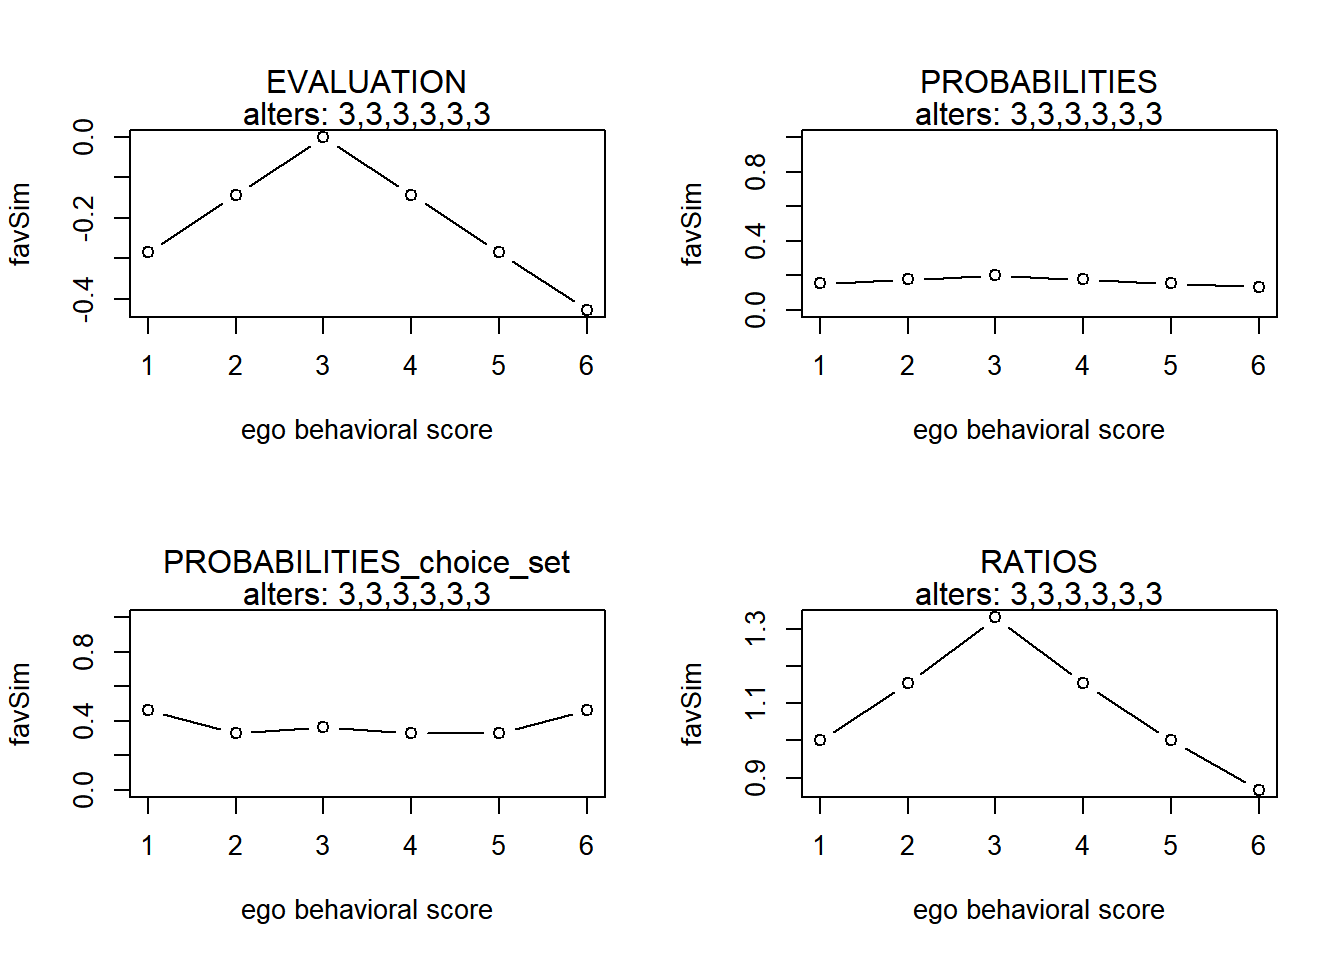 EVALUATION
alters: 3,3,3,3,3,3
0.0
-0.2
-0.4
favSim
1 2 3 4 5 6
ego behavioral score
PROBABILITIES
alters: 3,3,3,3,3,3
0.8
0.4
0.0
favSim
1 2 3 4 5 6
ego behavioral score
PROBABILITIES_choice_set
alters: 3,3,3,3,3,3
0.8
0.4
0.0
favSim
1 2 3 4 5 6
ego behavioral score
RATIOS
alters: 3,3,3,3,3,3
1.3
1.1
0.9
favSim
1 2 3 4 5 6
ego behavioral score